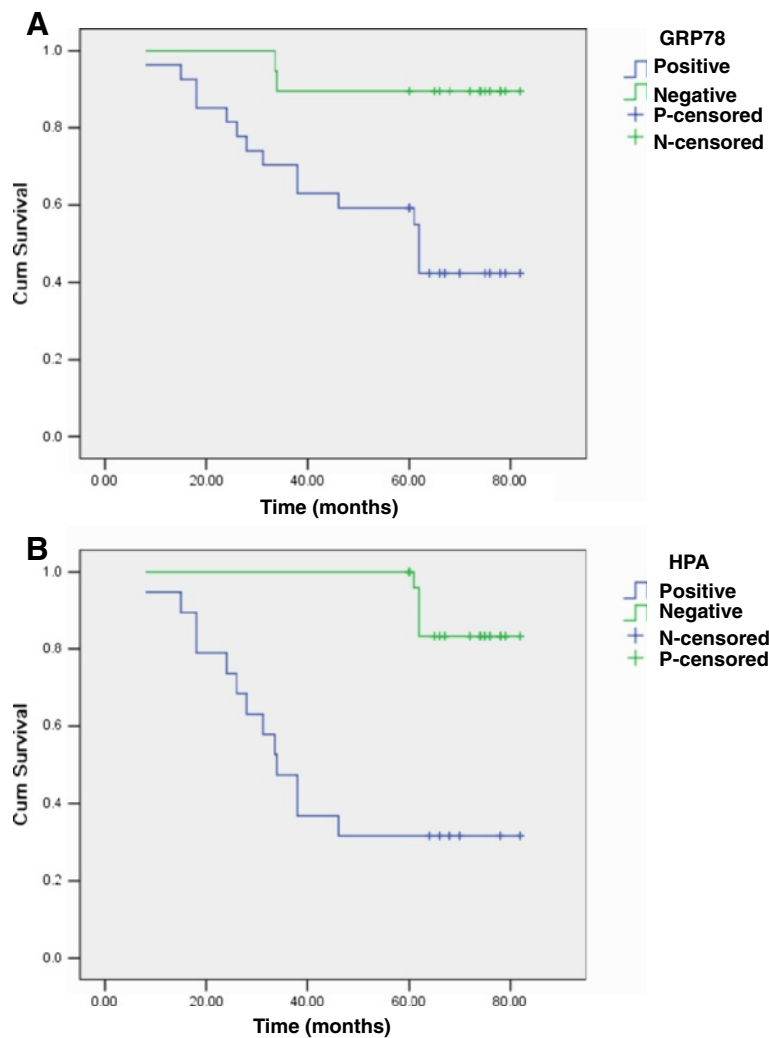 A
GRP78
Positive
Negative
P-censored
N-censored
Cum Survival
1.0
0.8
0.6
0.4
0.2
0.0
0.00 20.00 40.00 60.00 80.00
Time (months)
B
HPA
Positive
Negative
N-censored
P-censored
Cum Survival
1.0
0.8
0.6
0.4
0.2
0.0
0.00 20.00 40.00 60.00 80.00
Time (months)